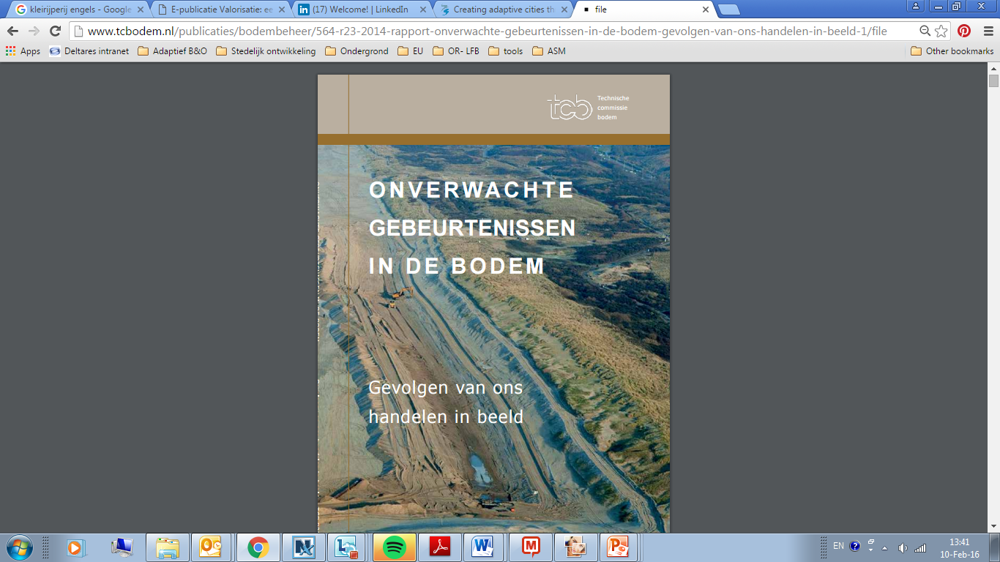 kleirijperij engels - Google
E-publicatie Valorisatie: ee
(17) Welcome! | LinkedIn
Creating adaptive cities th
file
www.tcbodem.nl/publicaties/bodembeheer/564-r23-2014-rapport-onverwachte-gebeurtenissen-in-de-bodem-gevolgen-van-ons-handelen-in-beeld-1/file
Apps Deltares intranet Adaptief B&O Stedelijk ontwikkeling Ondergrond EU OR- LFB tools ASM Other bookmarks
tcb
Technische
commissie
bodem
ONVERWACHTE
GEBEURTENISSEN
IN DE BODEM
Gevolgen van ons
handelen in beeld
EN
13:41
10-Feb-16